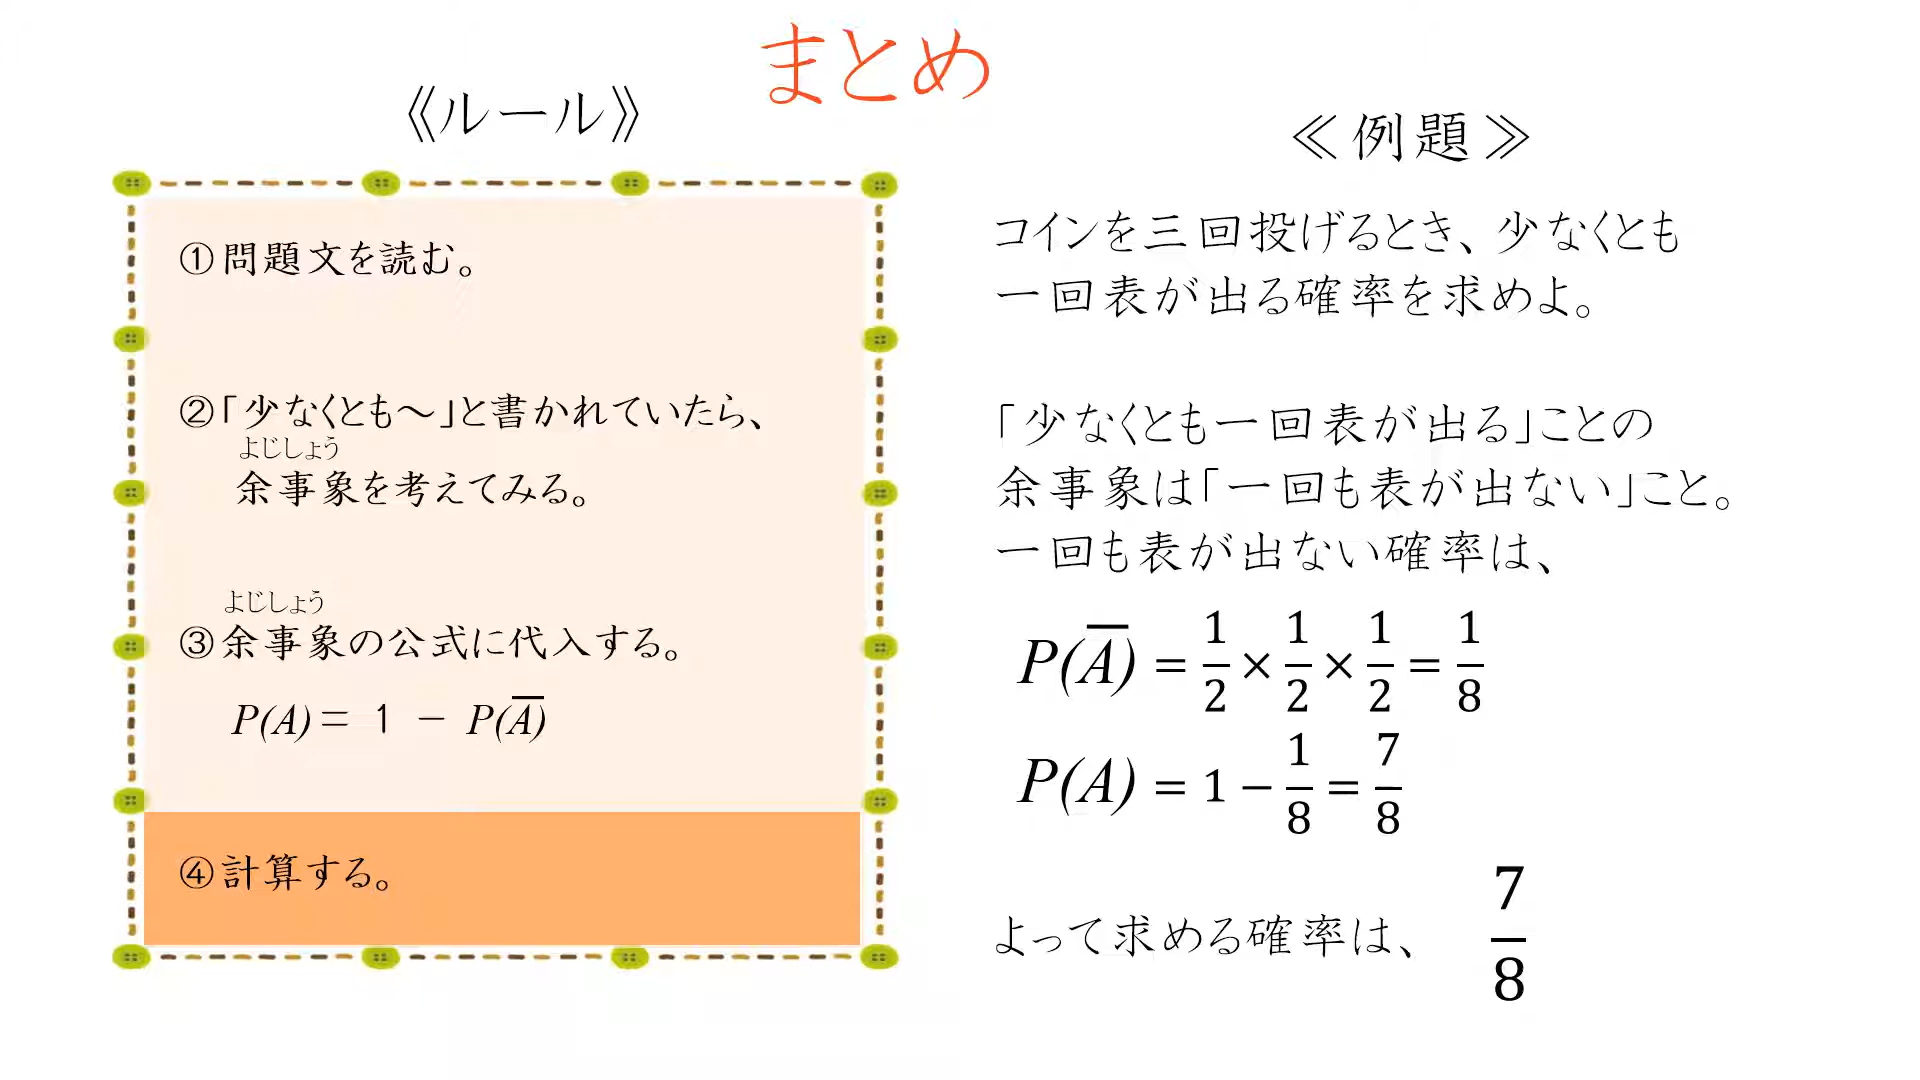 まとめ
《ルール》
①問題文を読む。
②「少なくとも～」と書かれていたら、
よじしょう
余事象を考えてみる。
よじしょう
③余事象の公式に代入する。
P(A)＝ 1 － P(A̅)
④計算する。
≪例題≫
コインを三回投げるとき、少なくとも
一回表が出る確率を求めよ。
「少なくとも一回表が出る」ことの
余事象は「一回も表が出ない」こと。
一回も表が出ない確率は、
P(A̅) = 1/2 × 1/2 × 1/2 = 1/8
P(A) = 1 − 1/8 = 7/8
よって求める確率は、 7/8